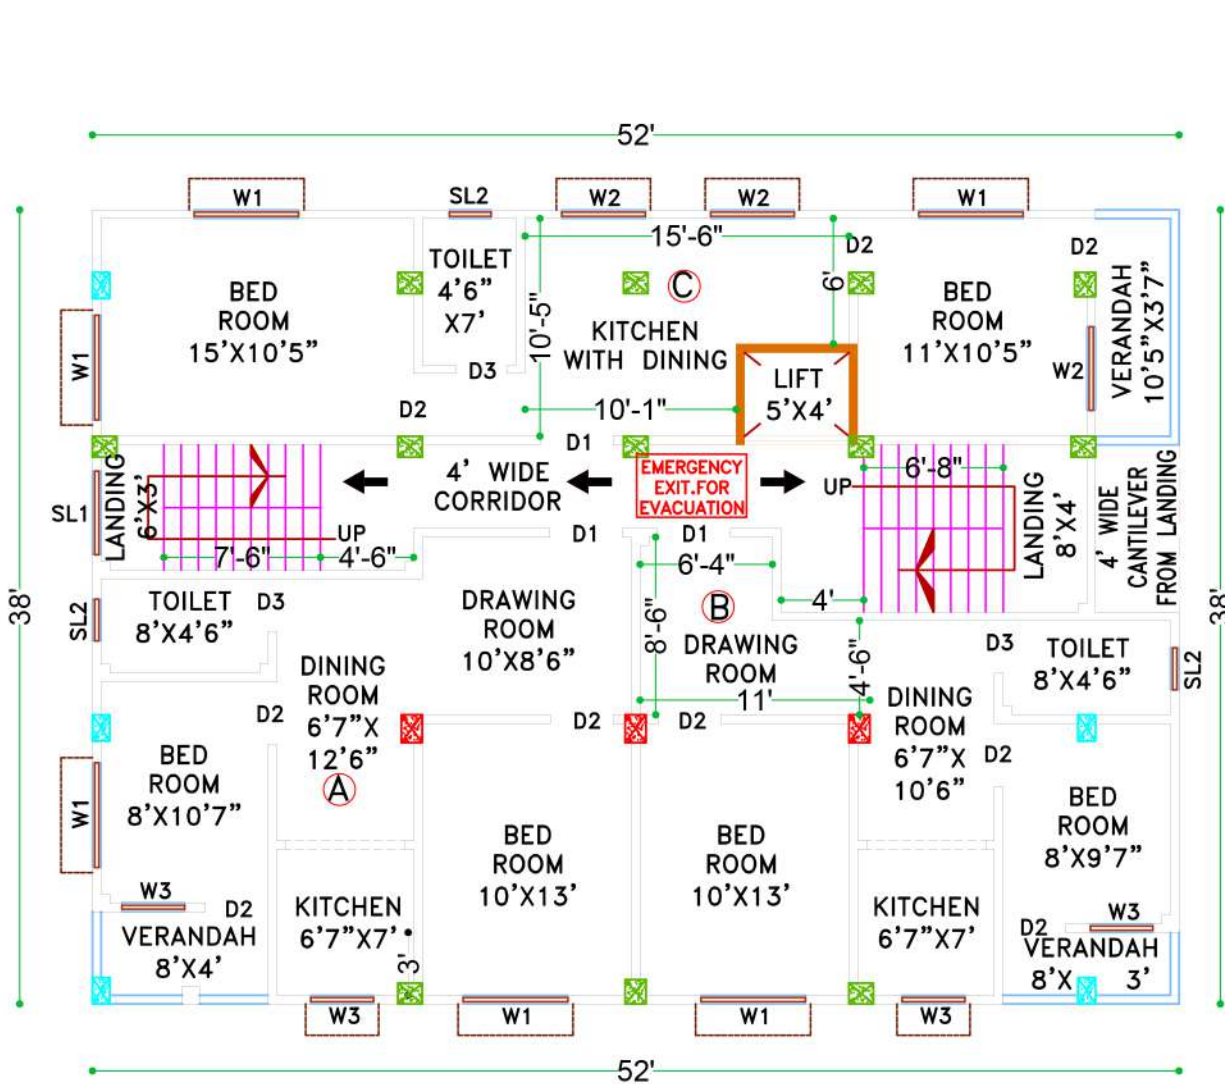 52'
W1
SL2
W2
W2
W1
15'-6"
D2
D2
TOILET
4'6"
X7'
BED
ROOM
15'X10'5"
10'-5"
6'
C
KITCHEN
WITH DINING
BED
ROOM
11'X10'5"
VERANDAH
10'5"X3'7"
W1
W2
D3
LIFT
5'X4'
D2
10'-1"
D1
LANDING
6'X3'
SL1
4' WIDE
CORRIDOR
EMERGENCY
EXIT.FOR
EVACUATION
6'-8"
UP
LANDING
8'X4'
4' WIDE
CANTILEVER
FROM LANDING
UP
D1
D1
7'-6"
4'-6"
6'-4"
38'
38'
SL2
TOILET
8'X4'6"
D3
DRAWING
ROOM
10'X8'6"
8'-6"
B
4'
DRAWING
ROOM
11'
4'-6"
D3
TOILET
8'X4'6"
SL2
DINING
ROOM
6'7"X
12'6"
A
DINING
ROOM
6'7"X
10'6"
D2
D2
D2
D2
BED
ROOM
8'X10'7"
W1
BED
ROOM
10'X13'
BED
ROOM
10'X13'
BED
ROOM
8'X9'7"
W3
D2
VERANDAH
8'X4'
KITCHEN
6'7"X7'
3'
KITCHEN
6'7"X7'
W3
D2
VERANDAH
8'X 3'
W3
W1
W1
W3
52'